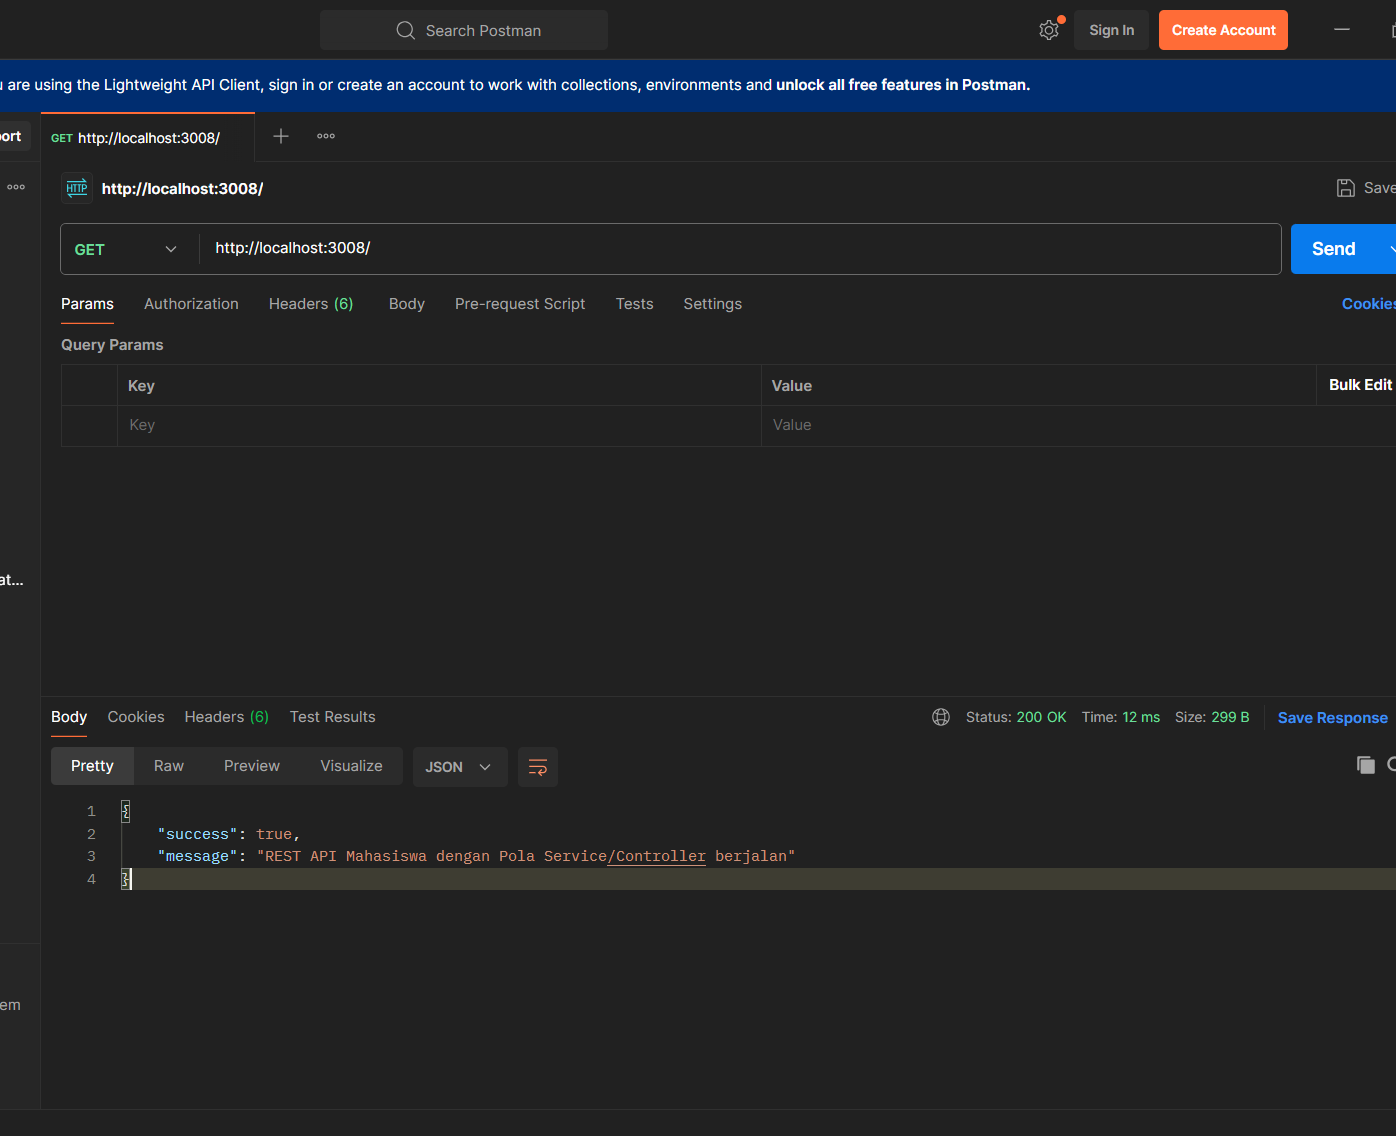 Search Postman
Sign In
Create Account
are using the Lightweight API Client, sign in or create an account to work with collections, environments and unlock all free features in Postman.
ort
GET http://localhost:3008/
HTTP http://localhost:3008/
Save
GET http://localhost:3008/ Send
Params Authorization Headers (6) Body Pre-request Script Tests Settings Cookies
Query Params
Key Value Bulk Edit
Key Value
at...
Body Cookies Headers (6) Test Results Status: 200 OK Time: 12 ms Size: 299 B Save Response
Pretty Raw Preview Visualize JSON
1 {
2 "success": true,
3 "message": "REST API Mahasiswa dengan Pola Service/Controller berjalan"
4 }
em